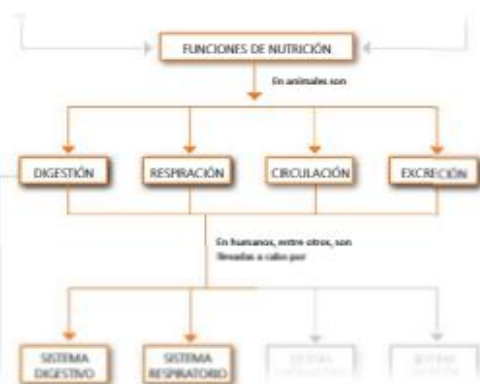 FUNCIONES DE NUTRICIÓN
En animales son
DIGESTIÓN
RESPIRACIÓN
CIRCULACIÓN
EXCRECIÓN
En humanos, entre otros, son
llevadas a cabo por
SISTEMA
DIGESTIVO
SISTEMA
RESPIRATORIO